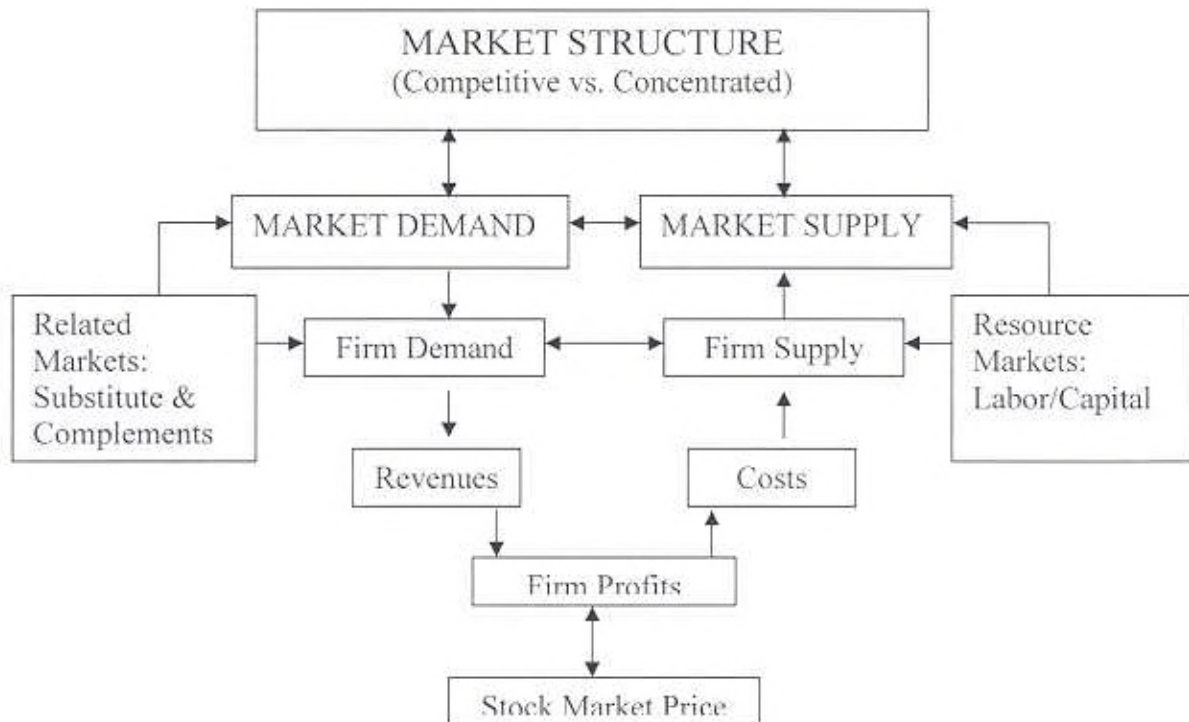 MARKET STRUCTURE
(Competitive vs. Concentrated)
MARKET DEMAND
MARKET SUPPLY
Related
Markets:
Substitute &
Complements
Firm Demand
Firm Supply
Resource
Markets:
Labor/Capital
Revenues
Costs
Firm Profits
Stock Market Price